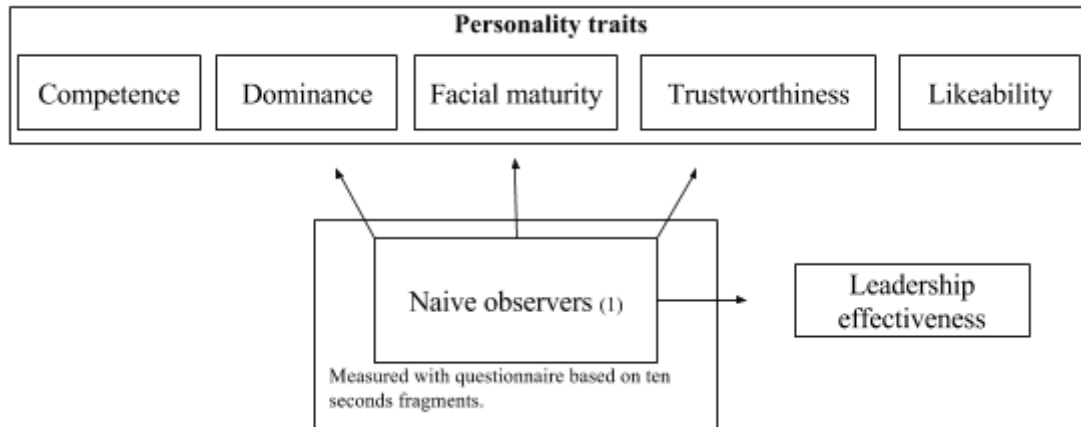 Personality traits
Competence
Dominance
Facial maturity
Trustworthiness
Likeability
Naive observers (1)
Measured with questionnaire based on ten
seconds fragments.
Leadership
effectiveness